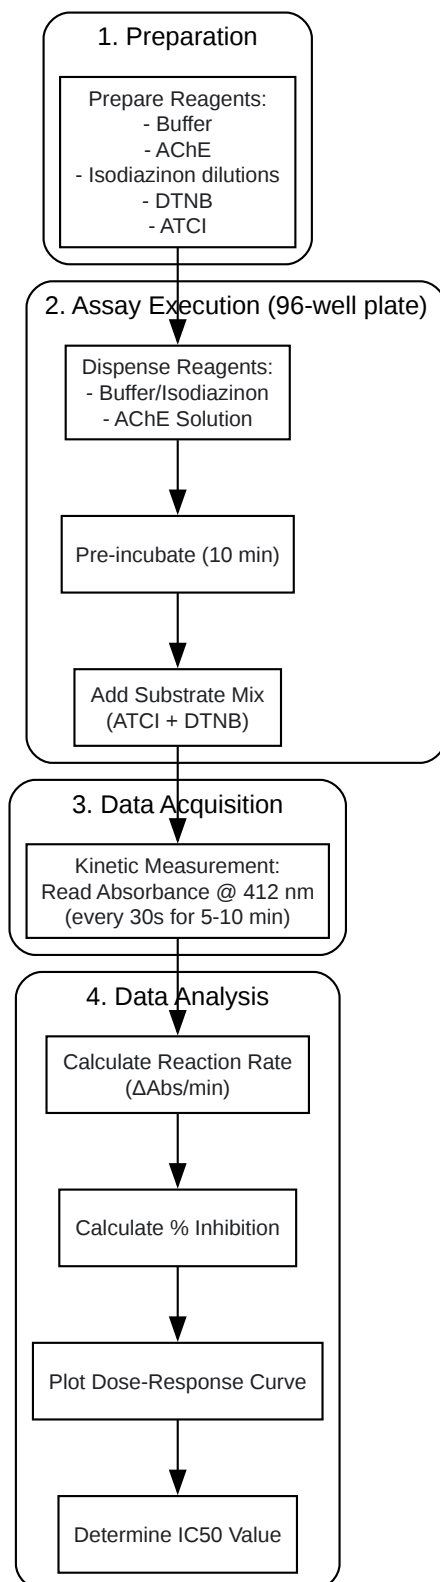 1. Preparation
Prepare Reagents:
- Buffer
- AChE
- Isodiazinon dilutions
- DTNB
- ATCI
2. Assay Execution (96-well plate)
Dispense Reagents:
- Buffer/Isodiazinon
- AChE Solution
Pre-incubate (10 min)
Add Substrate Mix
(ATCI + DTNB)
3. Data Acquisition
Kinetic Measurement:
Read Absorbance @ 412 nm
(every 30s for 5-10 min)
4. Data Analysis
Calculate Reaction Rate
(ΔAbs/min)
Calculate % Inhibition
Plot Dose-Response Curve
Determine IC50 Value